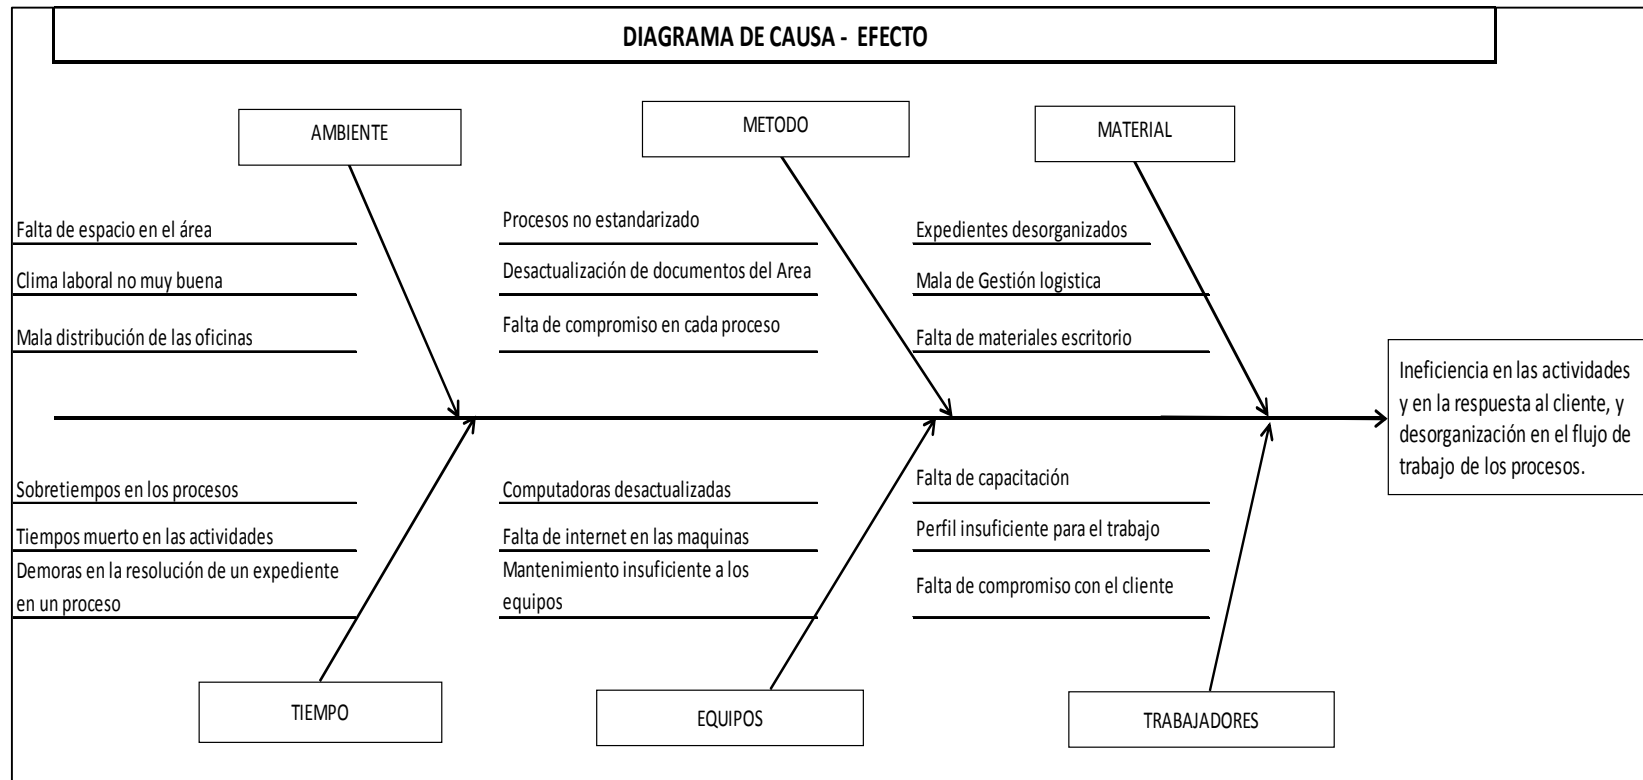 DIAGRAMA DE CAUSA - EFECTO
AMBIENTE
METODO
MATERIAL
Falta de espacio en el área
Clima laboral no muy buena
Mala distribución de las oficinas
Procesos no estandarizado
Desactualización de documentos del Area
Falta de compromiso en cada proceso
Expedientes desorganizados
Mala de Gestión logistica
Falta de materiales escritorio
Ineficiencia en las actividades
y en la respuesta al cliente, y
desorganización en el flujo de
trabajo de los procesos.
Sobretiempos en los procesos
Tiempos muerto en las actividades
Demoras en la resolución de un expediente
en un proceso
Computadoras desactualizadas
Falta de internet en las maquinas
Mantenimiento insuficiente a los
equipos
Falta de capacitación
Perfil insuficiente para el trabajo
Falta de compromiso con el cliente
TIEMPO
EQUIPOS
TRABAJADORES